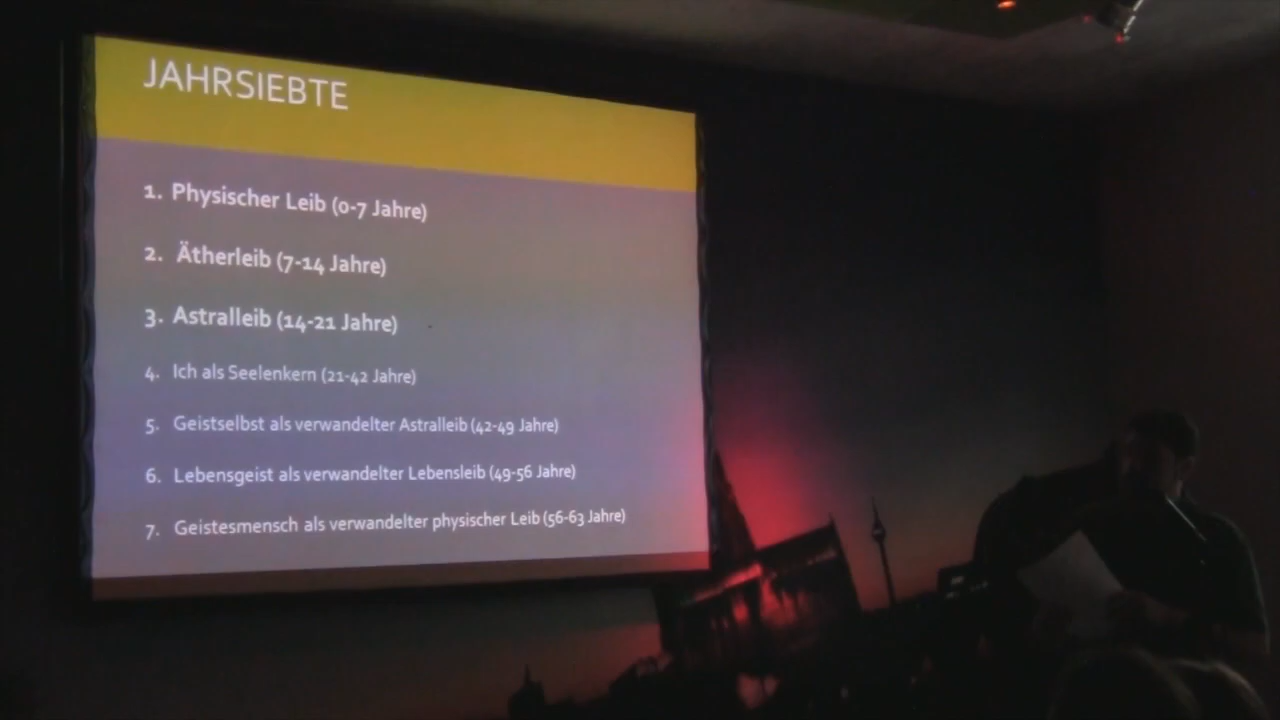 JAHRSIEBTE
1. Physischer Leib (0-7 Jahre)
2. Ätherleib (7-14 Jahre)
3. Astralleib (14-21 Jahre)
4. Ich als Seelenkern (21-42 Jahre)
5. Geistselbst als verwandelter Astralleib (42-49 Jahre)
6. Lebensgeist als verwandelter Lebensleib (49-56 Jahre)
7. Geistesmensch als verwandelter physischer Leib (56-63 Jahre)